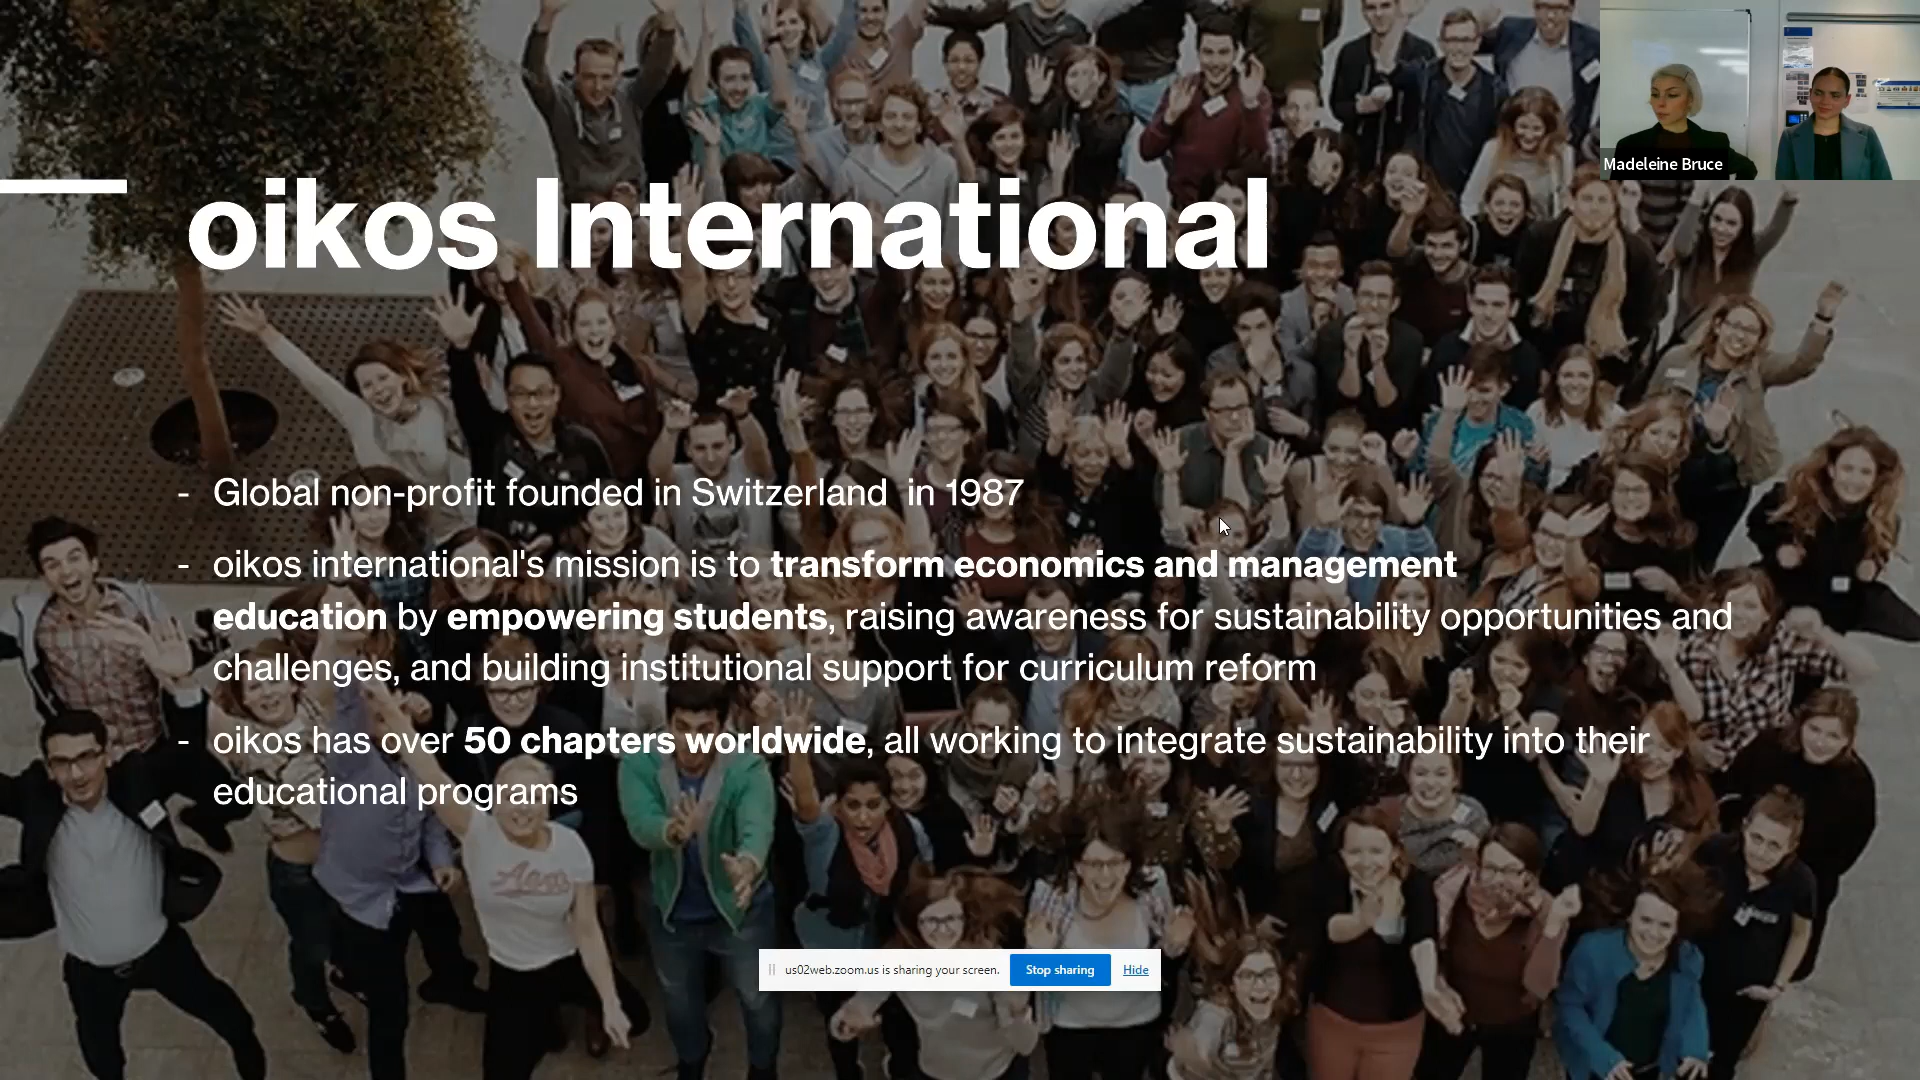 Madeleine Bruce
oikos International
- Global non-profit founded in Switzerland  in 1987
- oikos international's mission is to transform economics and management
education by empowering students, raising awareness for sustainability opportunities and
challenges, and building institutional support for curriculum reform
- oikos has over 50 chapters worldwide, all working to integrate sustainability into their
educational programs
us02web.zoom.us is sharing your screen. Stop sharing Hide